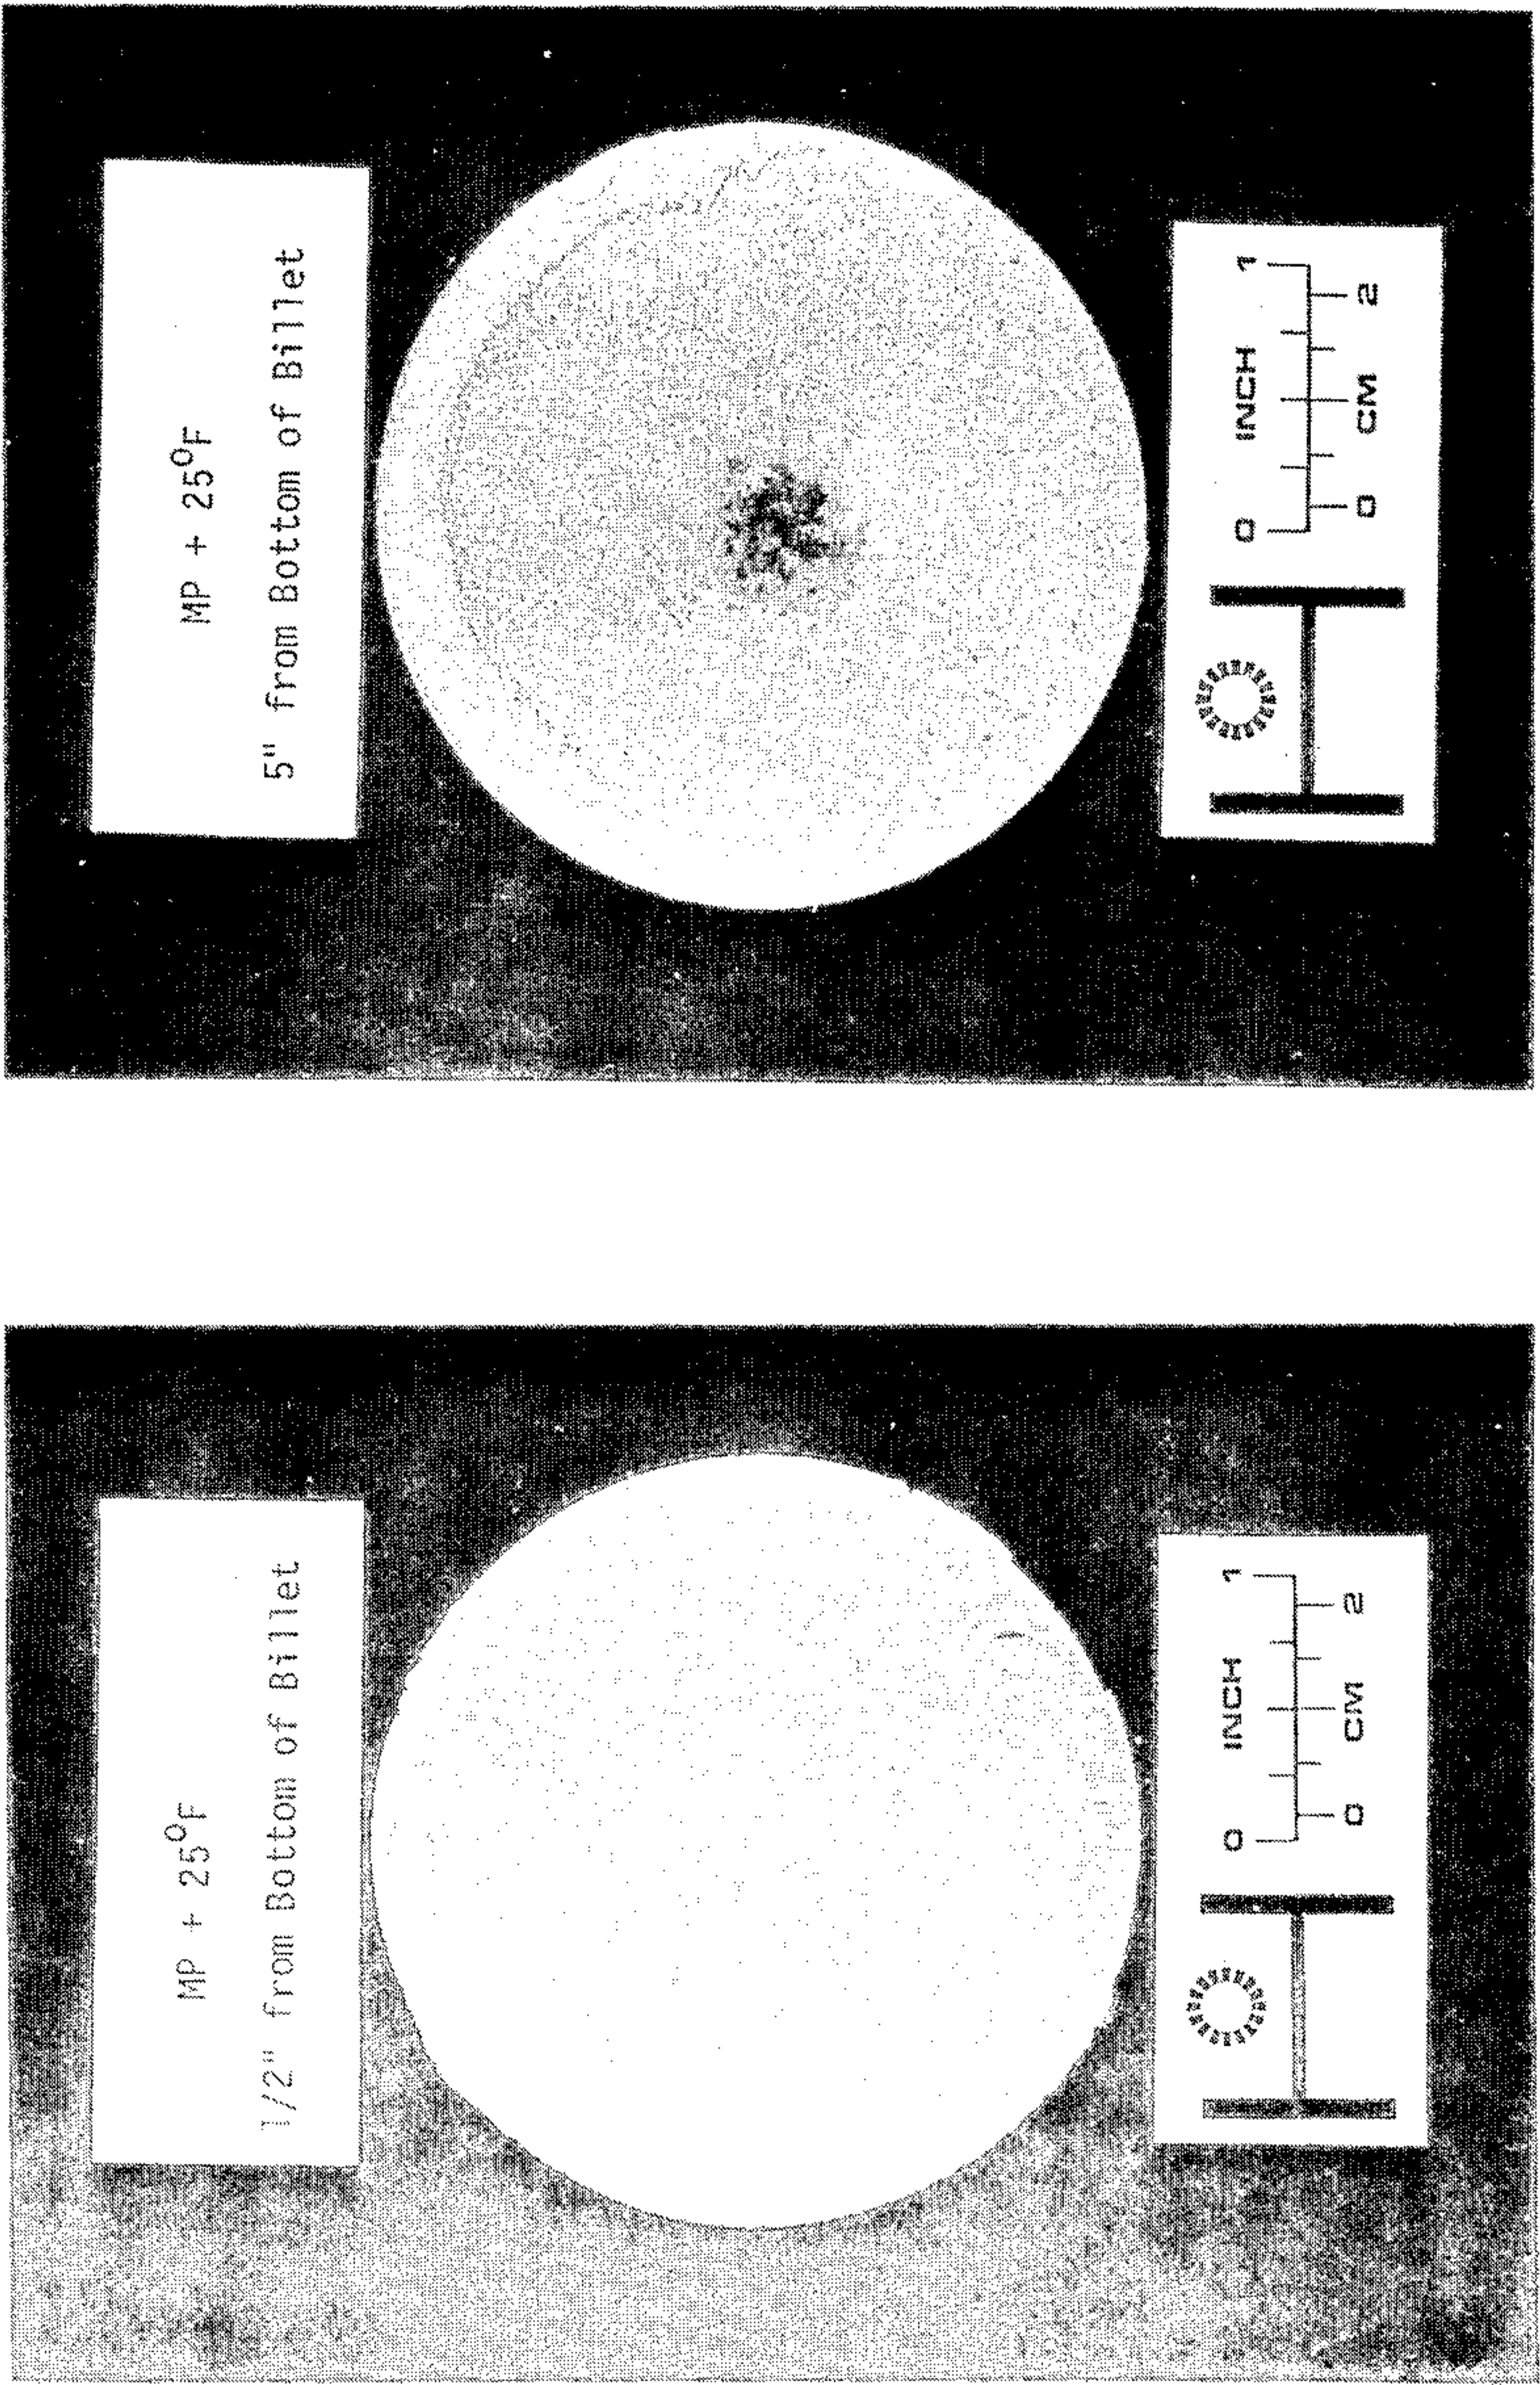 MP + 25°F
5" from Bottom of Billet
0 1
INCH
CM
0 2
MP + 25°F
1/2" from Bottom of Billet
0 1
INCH
CM
0 2